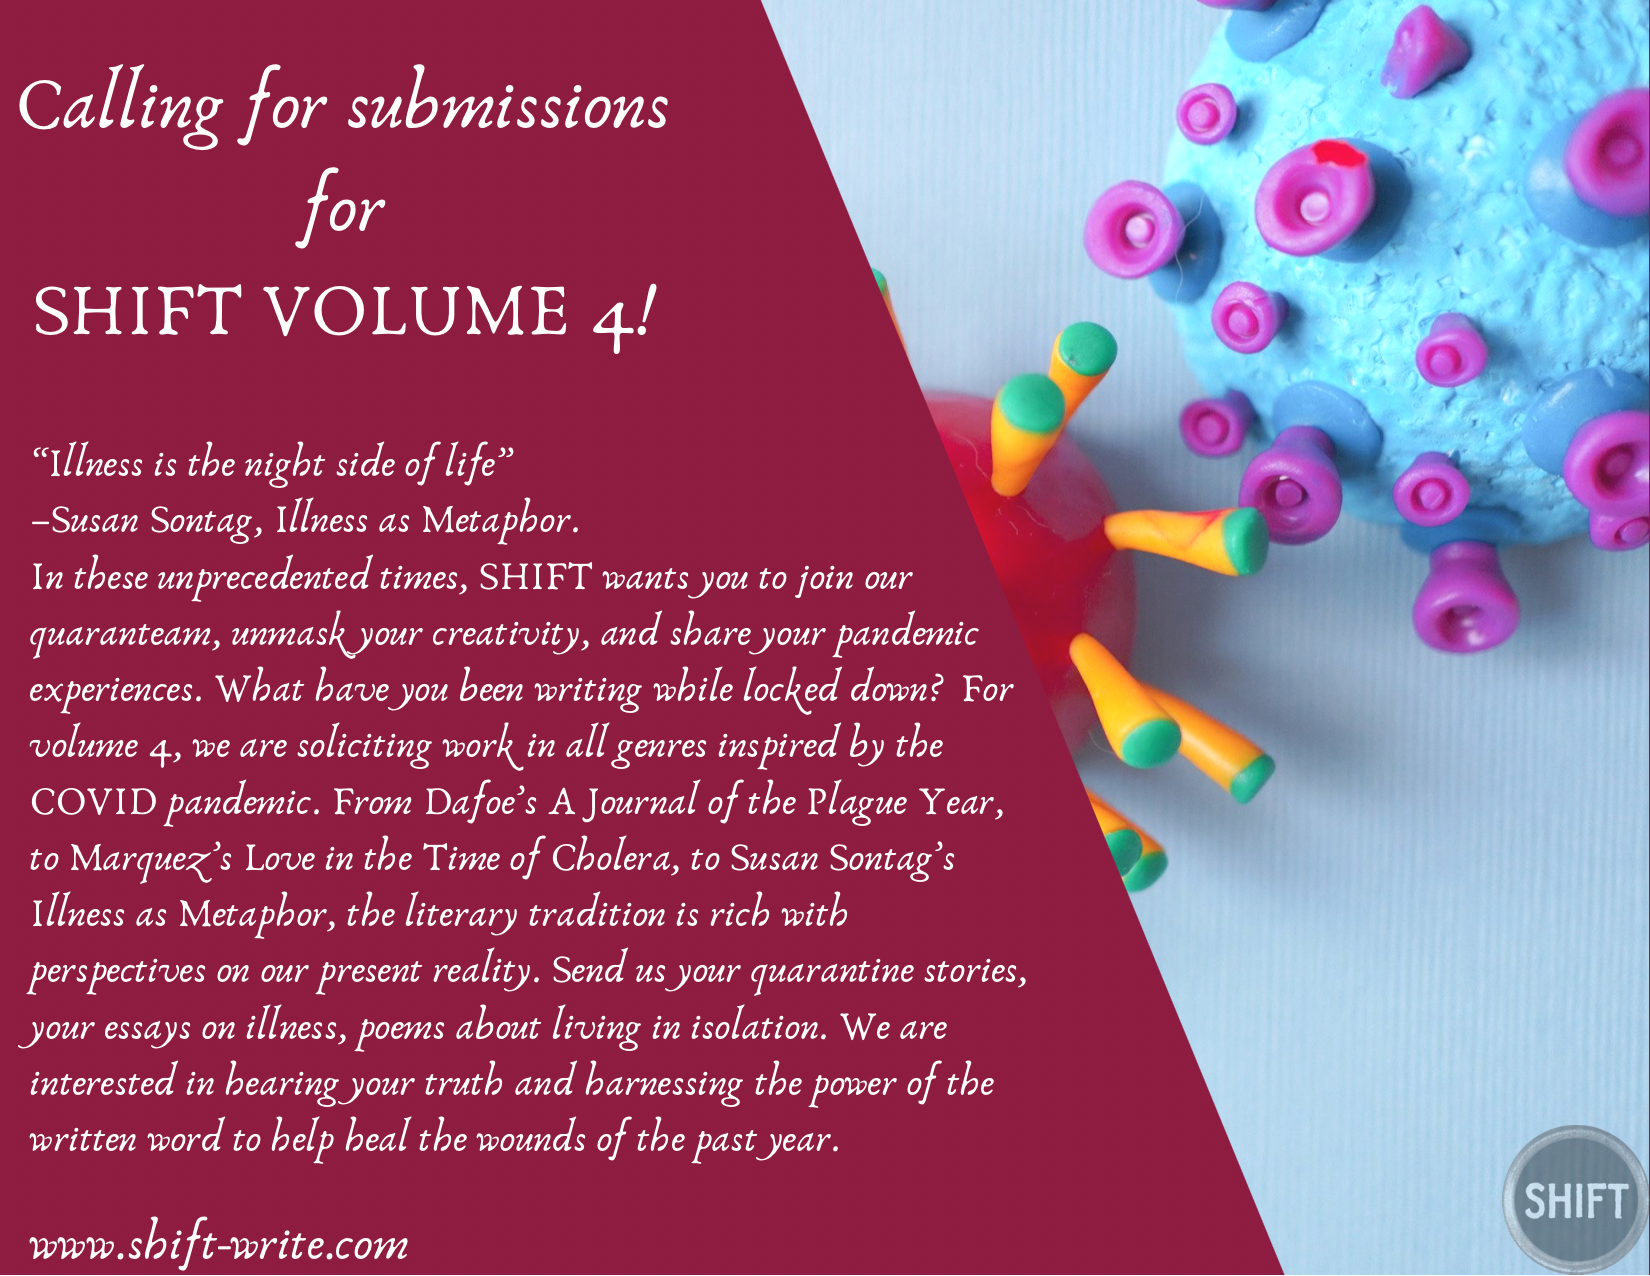 Calling for submissions
for
SHIFT VOLUME 4!
“Illness is the night side of life”
–Susan Sontag, Illness as Metaphor.
In these unprecedented times, SHIFT wants you to join our
quaranteam, unmask your creativity, and share your pandemic
experiences. What have you been writing while locked down?  For
volume 4, we are soliciting work in all genres inspired by the
COVID pandemic. From Dafoe’s A Journal of the Plague Year,
to Marquez’s Love in the Time of Cholera, to Susan Sontag’s
Illness as Metaphor, the literary tradition is rich with
perspectives on our present reality. Send us your quarantine stories,
your essays on illness, poems about living in isolation. We are
interested in hearing your truth and harnessing the power of the
written word to help heal the wounds of the past year.
www.shift-write.com
SHIFT